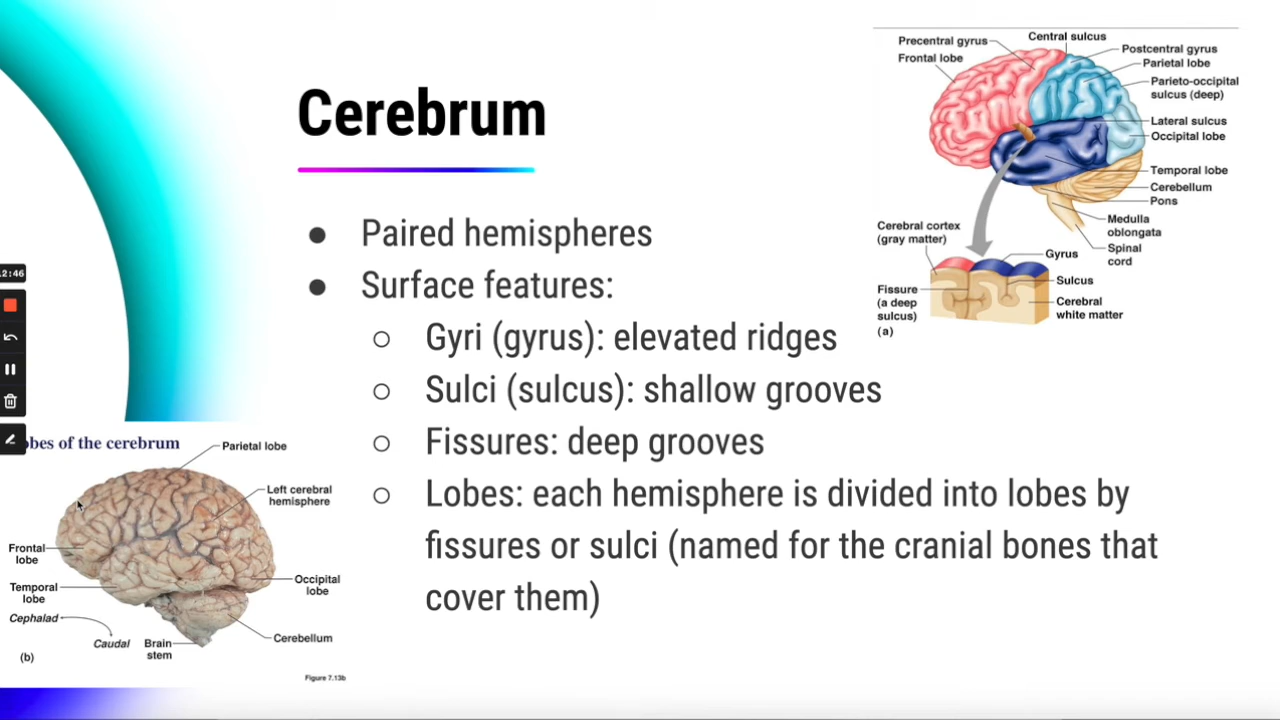 Cerebrum
● Paired hemispheres
● Surface features:
○ Gyri (gyrus): elevated ridges
○ Sulci (sulcus): shallow grooves
○ Fissures: deep grooves
○ Lobes: each hemisphere is divided into lobes by
fissures or sulci (named for the cranial bones that
cover them)
Precentral gyrus
Frontal lobe
Central sulcus
Postcentral gyrus
Parietal lobe
Parieto-occipital
sulcus (deep)
Lateral sulcus
Occipital lobe
Temporal lobe
Cerebellum
Pons
Medulla
oblongata
Spinal
cord
Cerebral cortex
(gray matter)
Gyrus
Sulcus
Fissure
(a deep
sulcus)
Cerebral
white matter
(a)
2:46
obes of the cerebrum
Parietal lobe
Left cerebral
hemisphere
Frontal
lobe
Temporal
lobe
Occipital
lobe
Cephalad
Caudal
Brain
stem
Cerebellum
(b)
Figure 7.13b